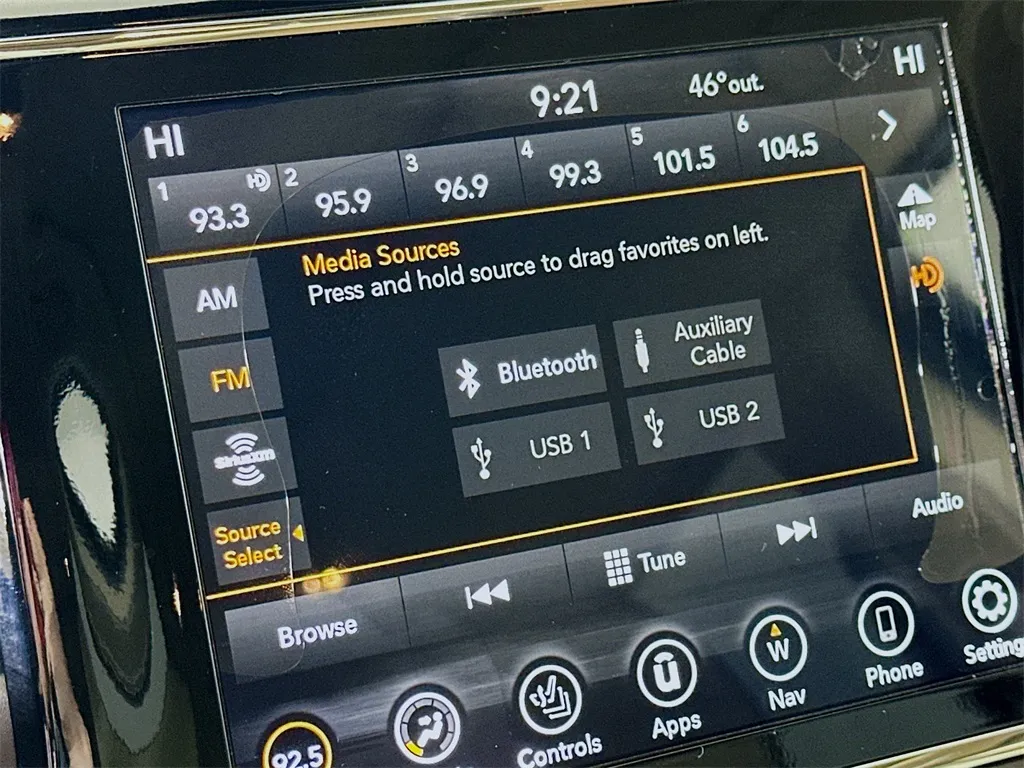 HI 9:21 46°out. HI
1 HD 2 3 4 5 6
93.3 95.9 96.9 99.3 101.5 104.5
Media Sources
Press and hold source to drag favorites on left.
Map
HD
AM
FM
SiriusXM
Source
Select
Bluetooth
Auxiliary
Cable
USB 1
USB 2
Browse
Tune
Audio
92.5
Controls
Apps
W
Nav
Phone
Setting